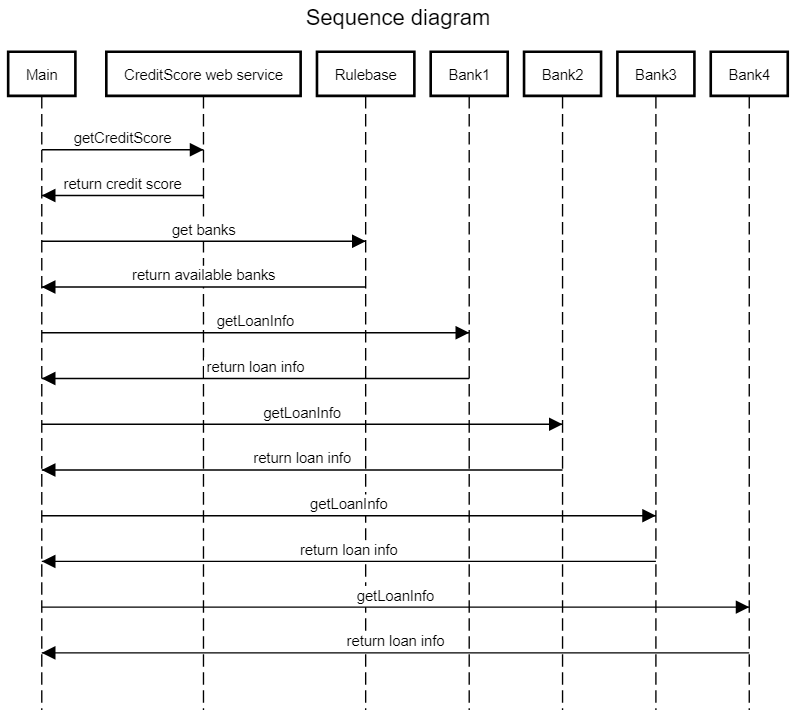 Sequence diagram
Main
CreditScore web service
Rulebase
Bank1
Bank2
Bank3
Bank4
getCreditScore
return credit score
get banks
return available banks
getLoanInfo
return loan info
getLoanInfo
return loan info
getLoanInfo
return loan info
getLoanInfo
return loan info